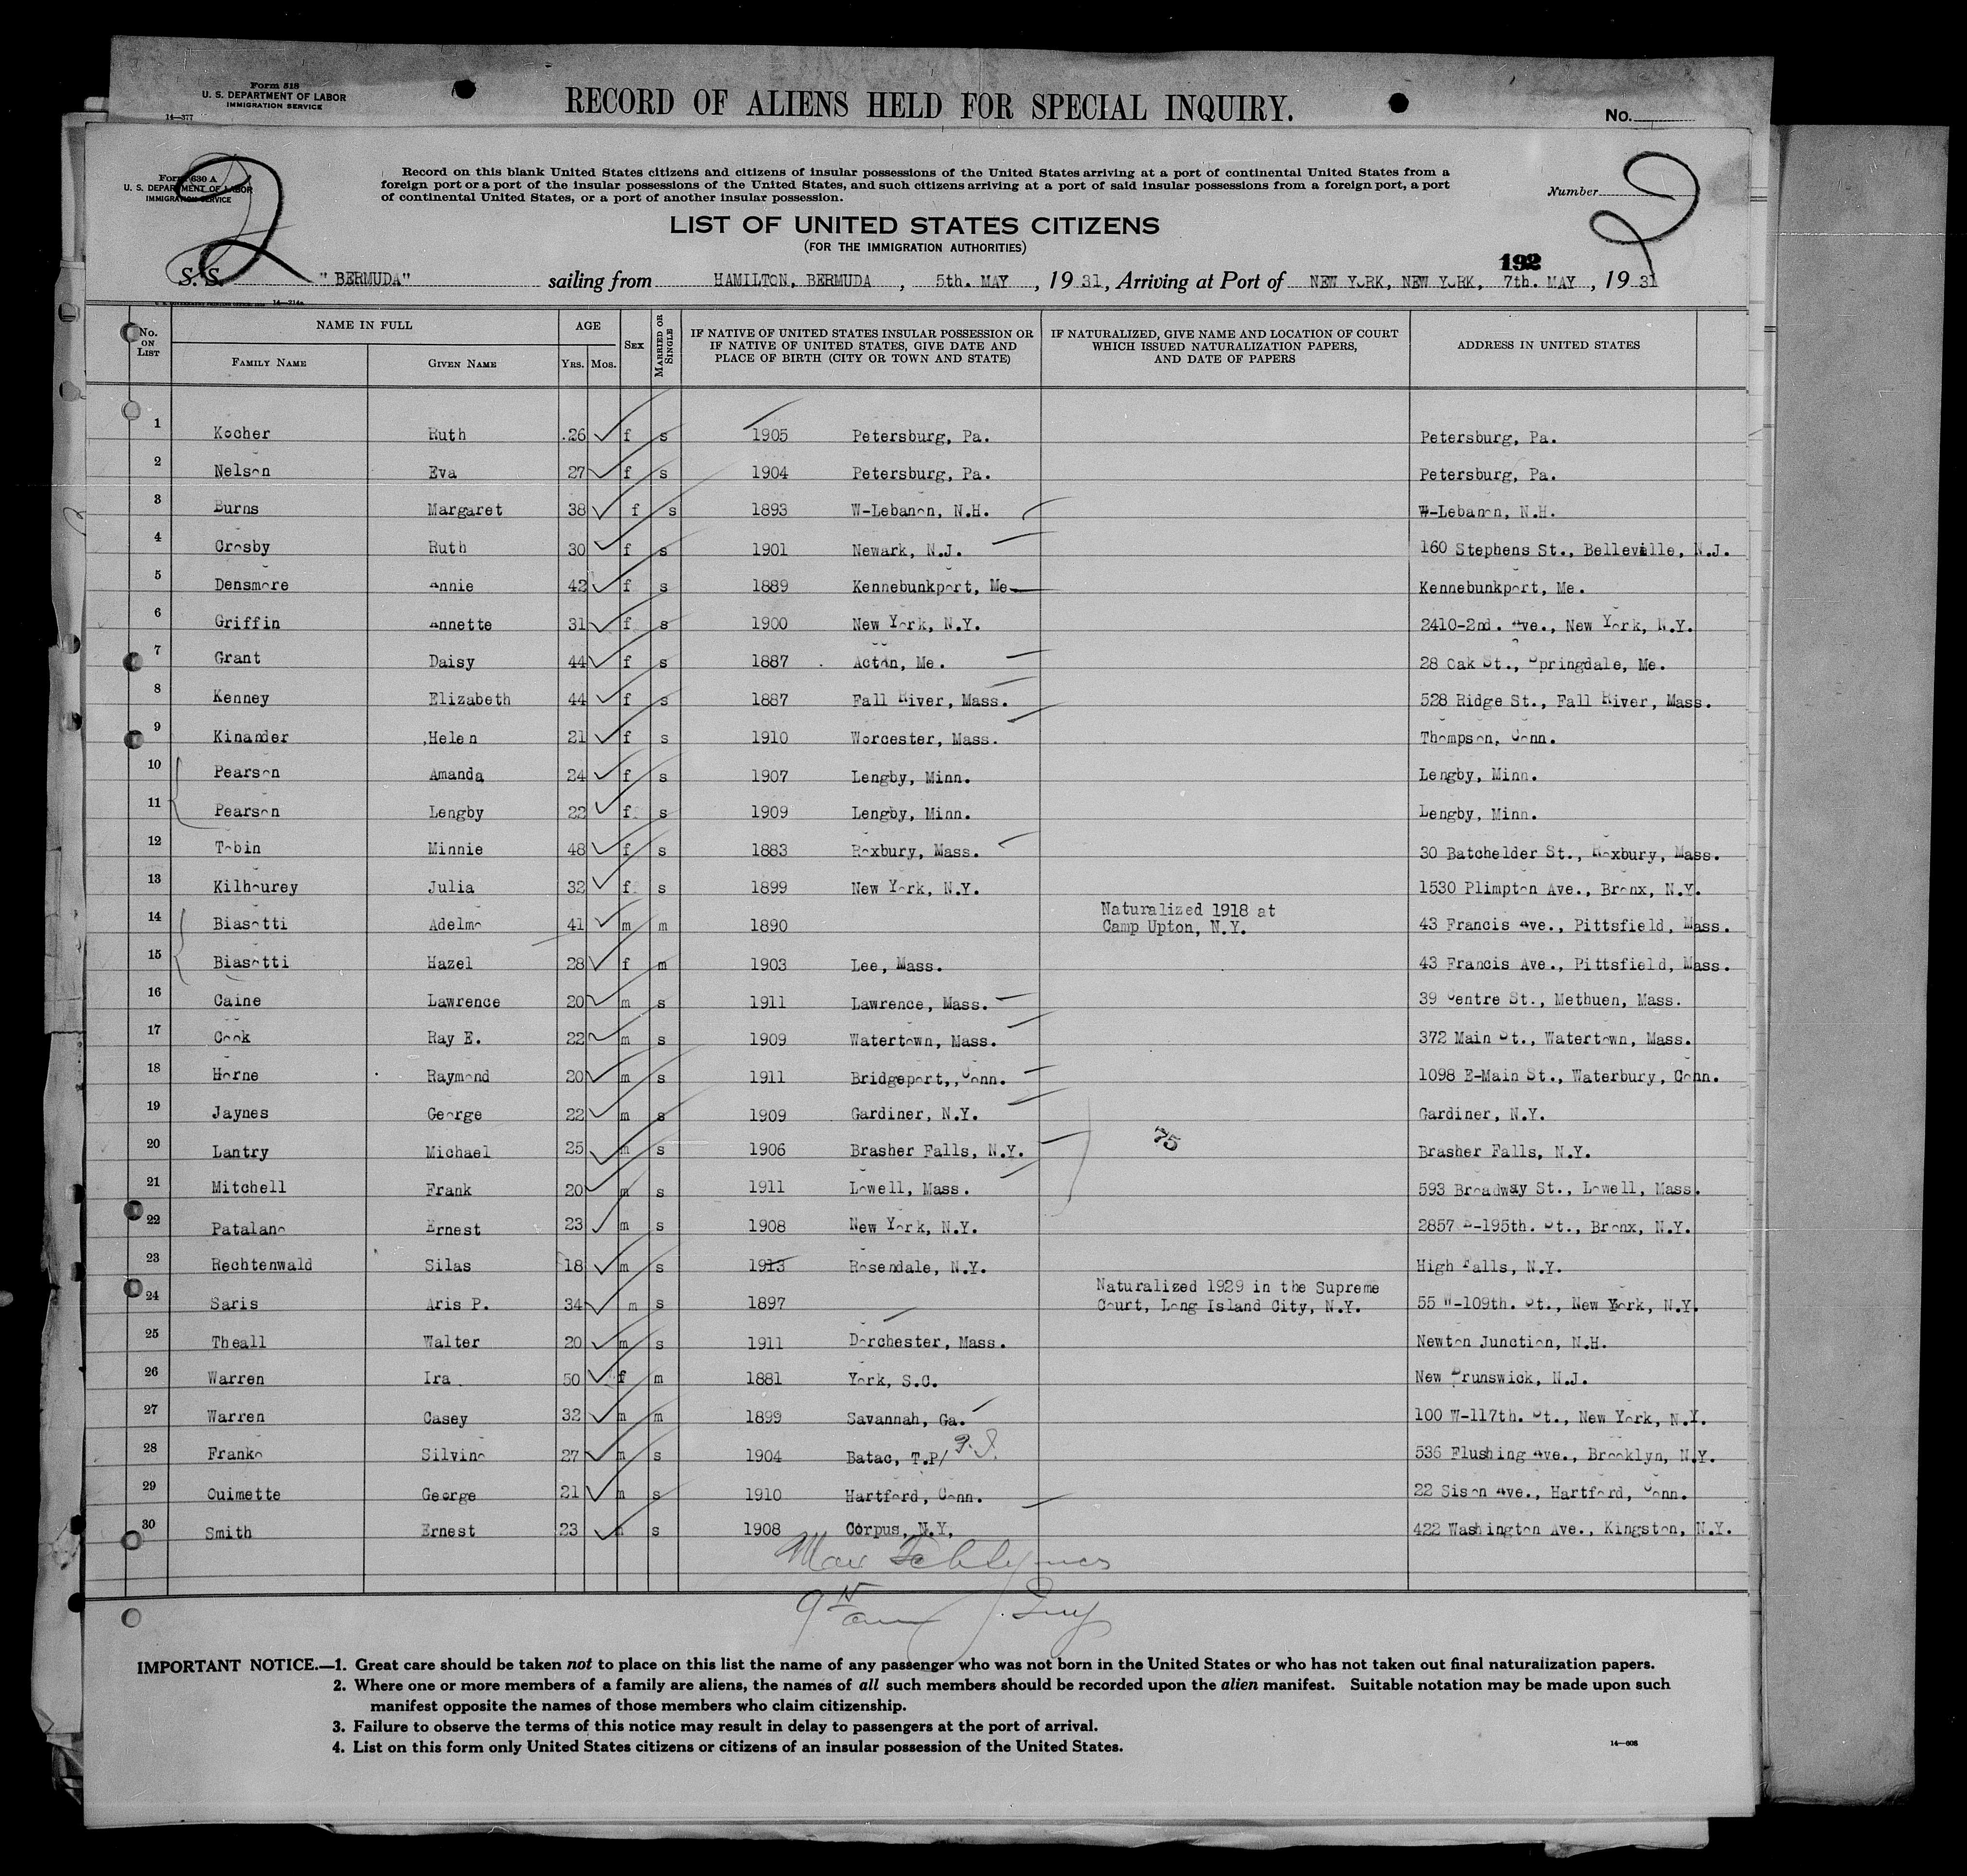 Form 518
U. S. DEPARTMENT OF LABOR
IMMIGRATION SERVICE
14—377
RECORD OF ALIENS HELD FOR SPECIAL INQUIRY.
No.
2
Form 630 A
U. S. DEPARTMENT OF LABOR
IMMIGRATION SERVICE
Record on this blank United States citizens and citizens of insular possessions of the United States arriving at a port of continental United States from a
foreign port or a port of the insular possessions of the United States, and such citizens arriving at a port of said insular possessions from a foreign port, a port
of continental United States, or a port of another insular possession.
Number
2
LIST OF UNITED STATES CITIZENS
(FOR THE IMMIGRATION AUTHORITIES)
192
S. S. "BERMUDA" sailing from HAMILTON, BERMUDA, 5th. MAY, 1931, Arriving at Port of NEW YORK, NEW YORK, 7th. MAY, 1931
14—214a
No. ON LIST NAME IN FULL FAMILY NAME GIVEN NAME AGE YRS. MOS. SEX MARRIED OR SINGLE IF NATIVE OF UNITED STATES INSULAR POSSESSION OR IF NATIVE OF UNITED STATES, GIVE DATE AND PLACE OF BIRTH (CITY OR TOWN AND STATE) IF NATURALIZED, GIVE NAME AND LOCATION OF COURT WHICH ISSUED NATURALIZATION PAPERS, AND DATE OF PAPERS ADDRESS IN UNITED STATES
1 Kocher Ruth 26 f s 1905 Petersburg, Pa. Petersburg, Pa.
2 Nelson Eva 27 f s 1904 Petersburg, Pa. Petersburg, Pa.
3 Burns Margaret 38 f s 1893 W-Lebanon, N.H. W-Lebanon, N.H.
4 Crosby Ruth 30 f s 1901 Newark, N.J. 160 Stephens St., Belleville, N.J.
5 Densmore Annie 42 f s 1889 Kennebunkport, Me Kennebunkport, Me.
6 Griffin Annette 31 f s 1900 New York, N.Y. 2410-2nd. Ave., New York, N.Y.
7 Grant Daisy 44 f s 1887 Acton, Me. 28 Oak St., Springdale, Me.
8 Kenney Elizabeth 44 f s 1887 Fall River, Mass. 528 Ridge St., Fall River, Mass.
9 Kinander Helen 21 f s 1910 Worcester, Mass. Thompson, Conn.
10 Pearson Amanda 24 f s 1907 Lengby, Minn. Lengby, Minn.
11 Pearson Lengby 22 f s 1909 Lengby, Minn. Lengby, Minn.
12 Tobin Minnie 48 f s 1883 Roxbury, Mass. 30 Batchelder St., Roxbury, Mass.
13 Kilhourey Julia 32 f s 1899 New York, N.Y. 1530 Plimpton Ave., Bronx, N.Y.
14 Biasotti Adelmo 41 m m 1890 Naturalized 1918 at Camp Upton, N.Y. 43 Francis Ave., Pittsfield, Mass.
15 Biasotti Hazel 28 f m 1903 Lee, Mass. 43 Francis Ave., Pittsfield, Mass.
16 Caine Lawrence 20 m s 1911 Lawrence, Mass. 39 Centre St., Methuen, Mass.
17 Cook Ray E. 22 m s 1909 Watertown, Mass. 372 Main St., Watertown, Mass.
18 Horne Raymond 20 m s 1911 Bridgeport,,Conn. 1098 E-Main St., Waterbury, Conn.
19 Jaynes George 22 m s 1909 Gardiner, N.Y. Gardiner, N.Y.
20 Lantry Michael 25 m s 1906 Brasher Falls, N.Y. 75 Brasher Falls, N.Y.
21 Mitchell Frank 20 m s 1911 Lowell, Mass. 593 Broadway St., Lowell, Mass.
22 Patalano Ernest 23 m s 1908 New York, N.Y. 2857 E-195th. St., Bronx, N.Y.
23 Rechtenwald Silas 18 m s 1913 Rosendale, N.Y. High Falls, N.Y.
24 Saris Aris P. 34 m s 1897 Naturalized 1929 in the Supreme Court, Long Island City, N.Y. 55 W-109th. St., New York, N.Y.
25 Theall Walter 20 m s 1911 Dorchester, Mass. Newton Junction, N.H.
26 Warren Ira 50 f m 1881 York, S.C. New Brunswick, N.J.
27 Warren Casey 32 m m 1899 Savannah, Ga. 100 W-117th. St., New York, N.Y.
28 Franko Silvino 27 m s 1904 Batac, T.P/ P.I. 536 Flushing Ave., Brooklyn, N.Y.
29 Ouimette George 21 m s 1910 Hartford, Conn. 22 Sison Ave., Hartford, Conn.
30 Smith Ernest 23 s 1908 Corpus, N.Y. 422 Washington Ave., Kingston, N.Y.
IMPORTANT NOTICE.—1. Great care should be taken not to place on this list the name of any passenger who was not born in the United States or who has not taken out final naturalization papers.
2. Where one or more members of a family are aliens, the names of all such members should be recorded upon the alien manifest. Suitable notation may be made upon such
manifest opposite the names of those members who claim citizenship.
3. Failure to observe the terms of this notice may result in delay to passengers at the port of arrival.
4. List on this form only United States citizens or citizens of an insular possession of the United States.
14—608